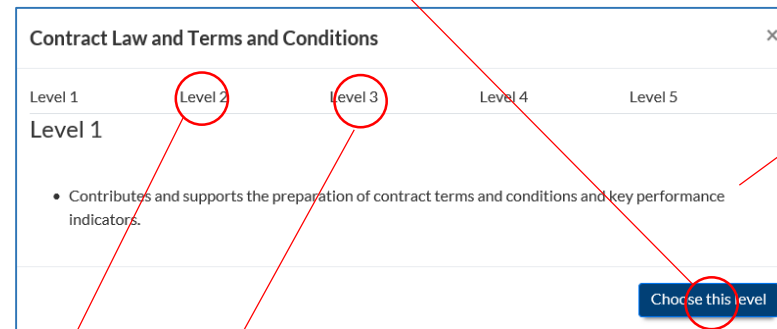 Contract Law and Terms and Conditions ×
Level 1 Level 2 Level 3 Level 4 Level 5
Level 1
• Contributes and supports the preparation of contract terms and conditions and key performance
indicators.
Choose this level